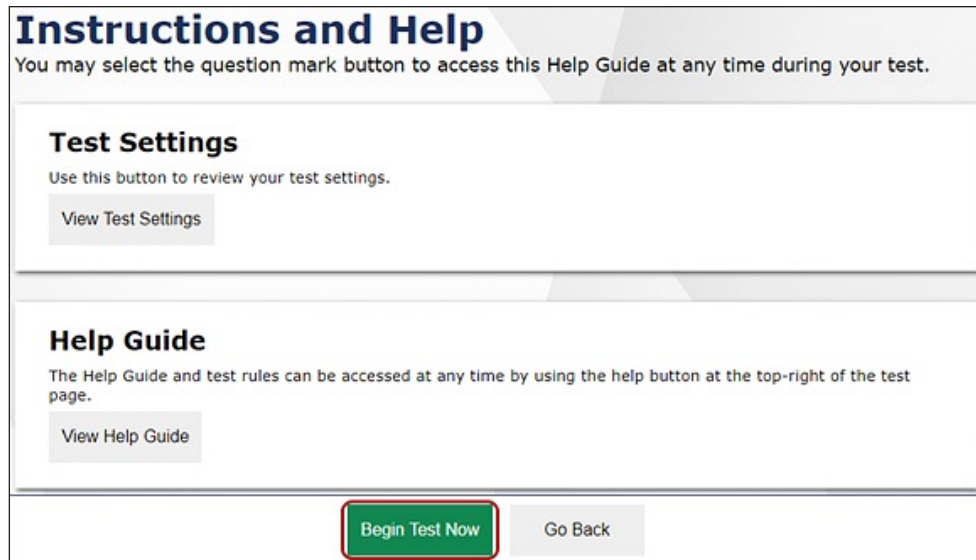 Instructions and Help
You may select the question mark button to access this Help Guide at any time during your test.
Test Settings
Use this button to review your test settings.
View Test Settings
Help Guide
The Help Guide and test rules can be accessed at any time by using the help button at the top-right of the test
page.
View Help Guide
Begin Test Now
Go Back